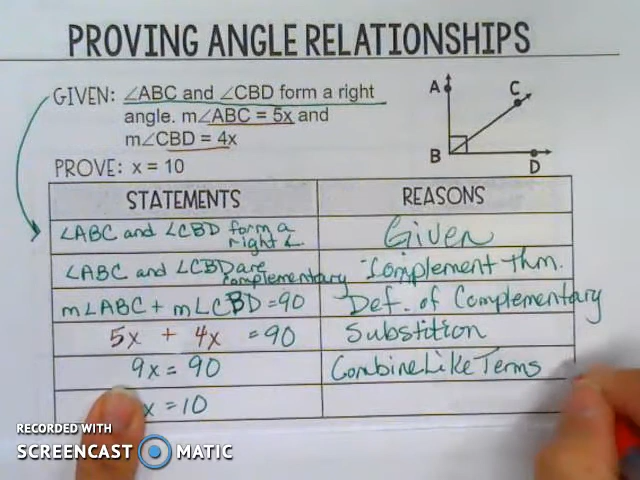 PROVING ANGLE RELATIONSHIPS
GIVEN: ∠ABC and ∠CBD form a right
angle. m∠ABC = 5x and
m∠CBD = 4x
PROVE: x = 10
A
C
B
D
STATEMENTS
REASONS
∠ABC and ∠CBD form a
right ∠
Given
∠ABC and ∠CBD are
complementary
Complement Thm.
m∠ABC + m∠CBD = 90
Def. of Complementary
5x + 4x = 90
Substition
9x = 90
Combine Like Terms
x = 10
RECORDED WITH
SCREENCAST MATIC